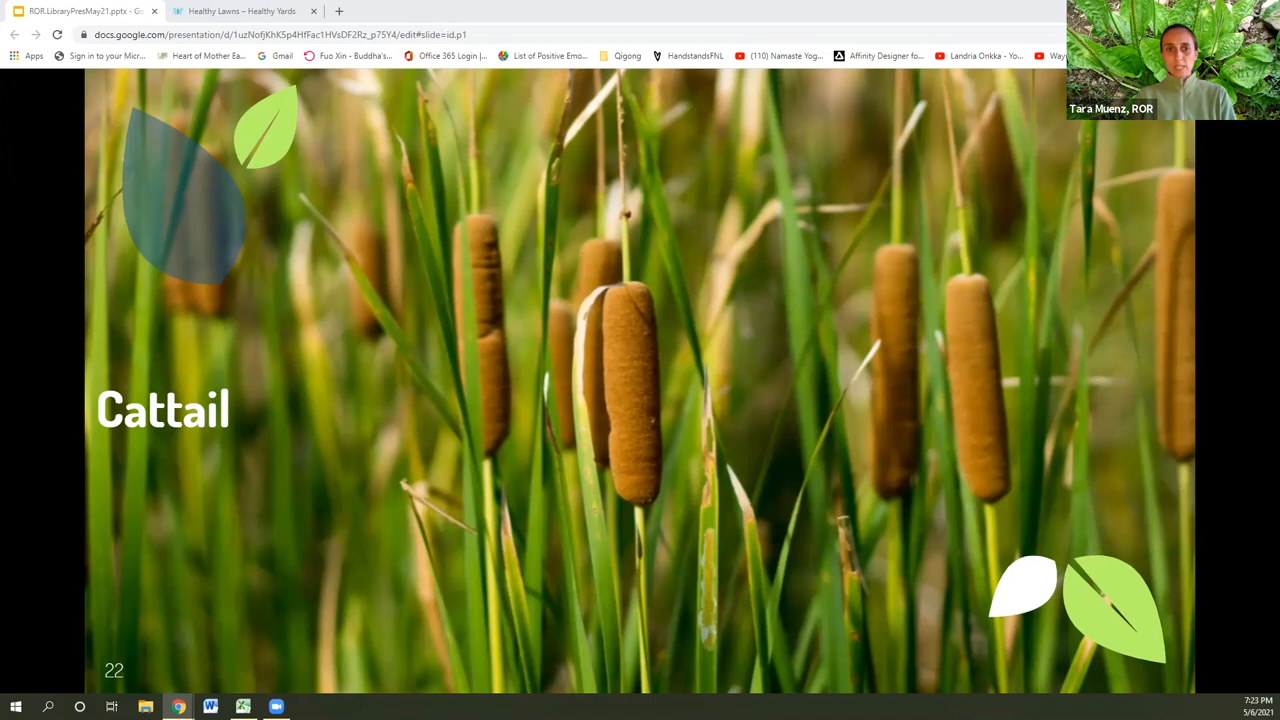 ROR.LibraryPresMay21.pptx - Go
Healthy Lawns – Healthy Yards
docs.google.com/presentation/d/1uzNofjKhK5p4HfFac1HVsDF2Rz_p75Y4/edit#slide=id.p1
Apps
Sign in to your Micr...
Heart of Mother Ea...
Gmail
Fuo Xin - Buddha's...
Office 365 Login |...
List of Positive Emo...
Qigong
HandstandsFNL
(110) Namaste Yog...
Affinity Designer fo...
Landria Onkka - Yo...
Way
Tara Muenz, ROR
Cattail
22
7:23 PM
5/6/2021